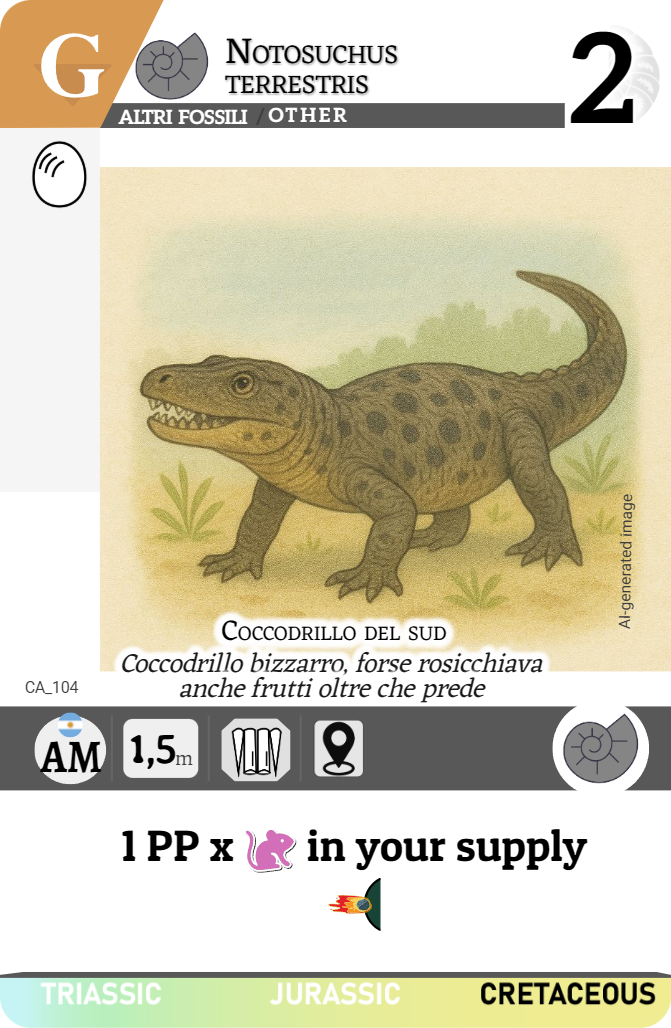 G
NOTOSUCHUS
TERRESTRIS
2
ALTRI FOSSILI / OTHER
AI-generated image
COCCODRILLO DEL SUD
Coccodrillo bizzarro, forse rosicchiava
anche frutti oltre che prede
CA_104
AM
1,5m
1 PP x in your supply
TRIASSIC JURASSIC CRETACEOUS